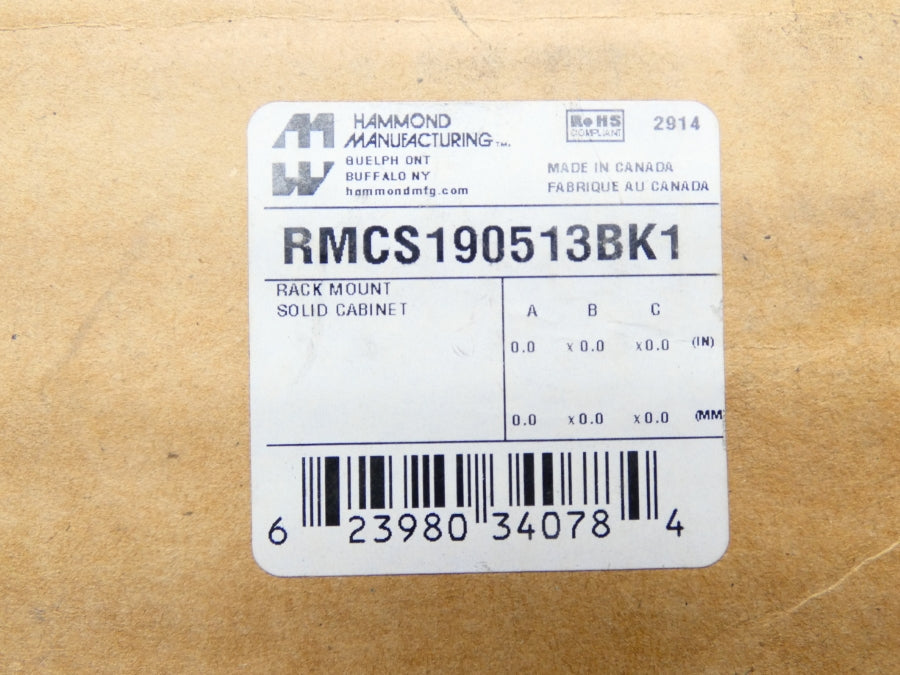 HAMMOND
MANUFACTURING™
GUELPH ONT
BUFFALO NY
hammondmfg.com
RoHS
COMPLIANT
2914
MADE IN CANADA
FABRIQUE AU CANADA
RMCS190513BK1
RACK MOUNT
SOLID CABINET
A B C
0.0 x 0.0 x 0.0 (IN)
0.0 x 0.0 x 0.0 (MM
6 23980 34078 4